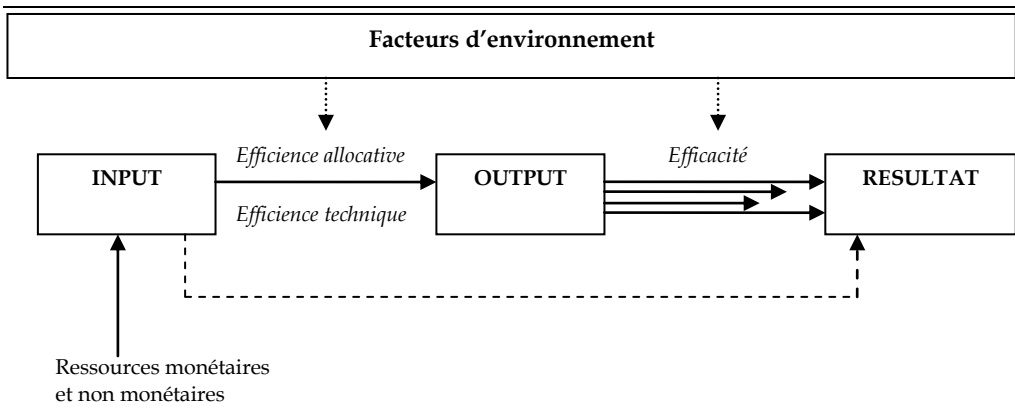 Facteurs d’environnement
Efficience allocative
Efficacité
INPUT
OUTPUT
RESULTAT
Efficience technique
Ressources monétaires
et non monétaires